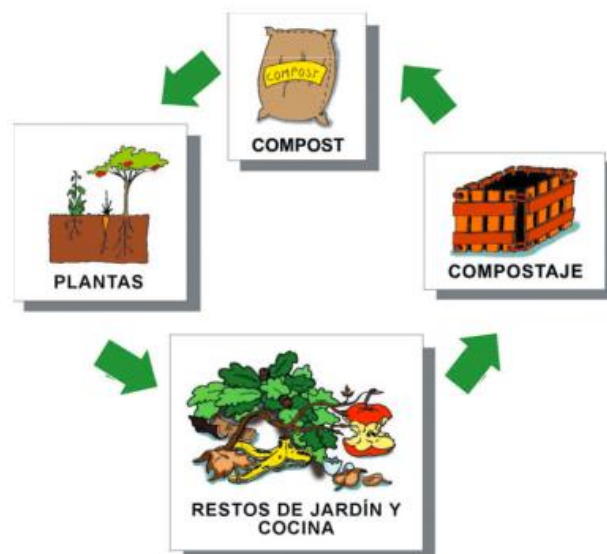 COMPOST
COMPOST
PLANTAS
COMPOSTAJE
RESTOS DE JARDÍN Y
COCINA